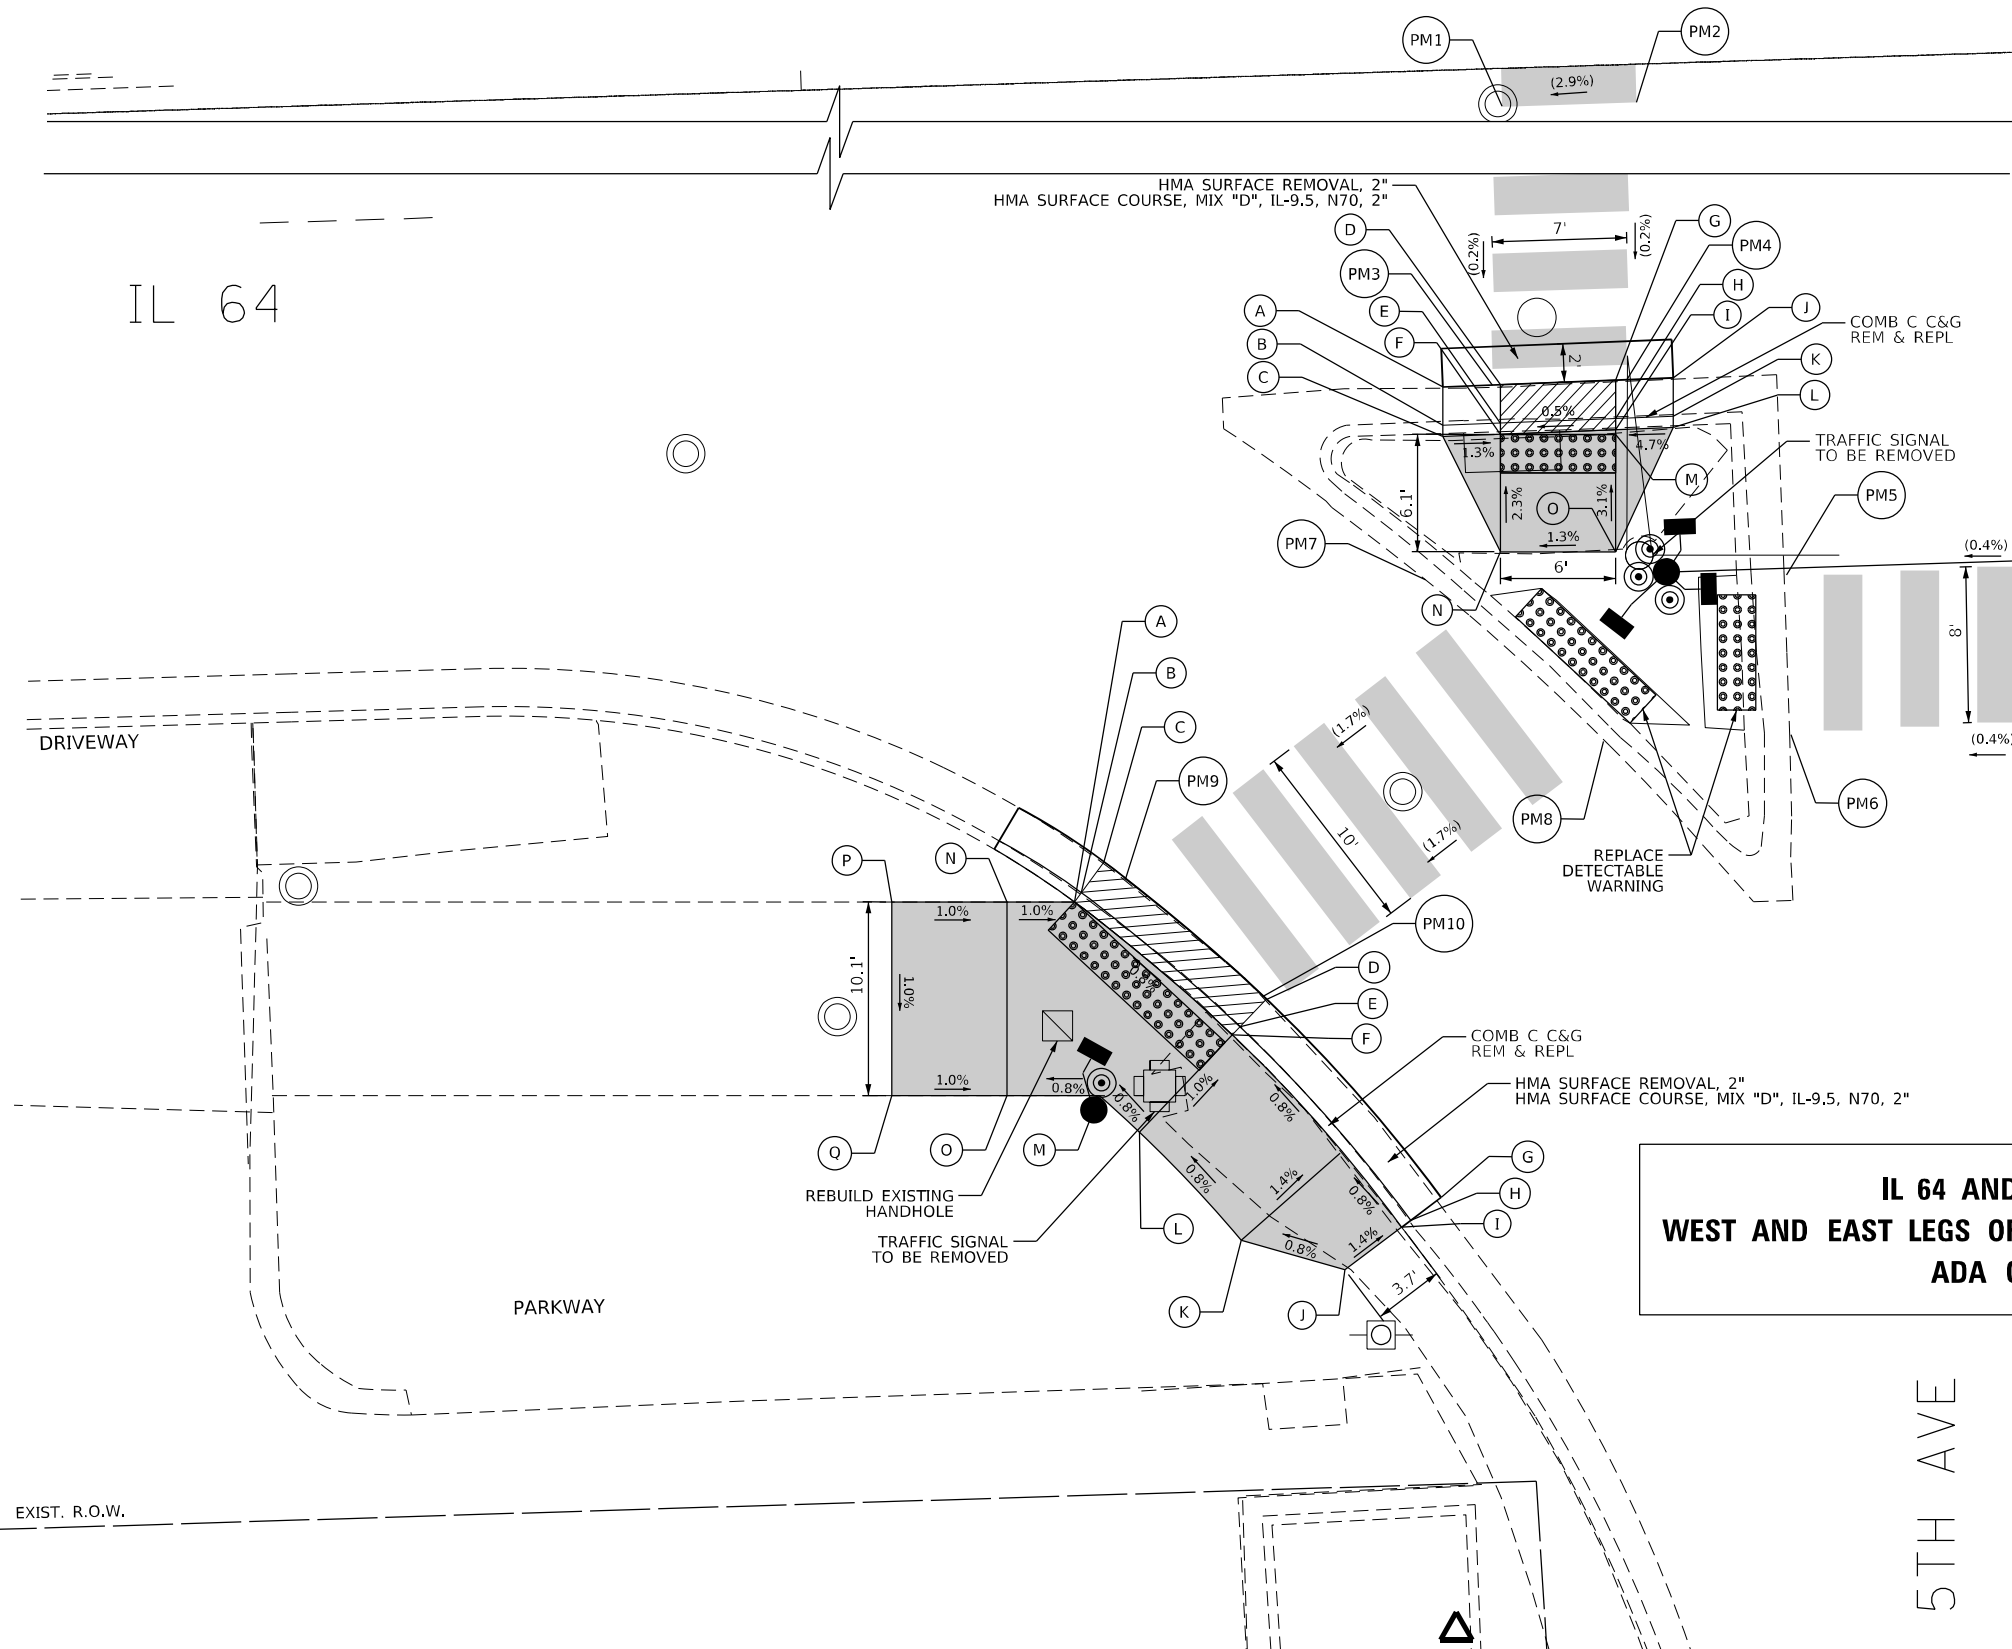 PM1
PM2
(2.9%)
HMA SURFACE REMOVAL, 2"
HMA SURFACE COURSE, MIX "D", IL-9.5, N70, 2"
IL 64
7'
(0.2%)
(0.2%)
D
G
PM3
PM4
E
H
A
I
J
F
B
C
COMB C C&G
REM & REPL
K
L
2'
0.5%
1.3%
4.7%
TRAFFIC SIGNAL
TO BE REMOVED
M
6.1'
2.3%
3.1%
O
1.3%
PM5
PM7
6'
N
(0.4%)
8'
(0.4%)
PM6
PM8
REPLACE
DETECTABLE
WARNING
A
B
C
PM9
(1.7%)
10'
(1.7%)
PM10
DRIVEWAY
P
N
1.0%
1.0%
10.1'
1.0%
0.8%
D
E
F
COMB C C&G
REM & REPL
HMA SURFACE REMOVAL, 2"
HMA SURFACE COURSE, MIX "D", IL-9.5, N70, 2"
1.0%
0.8%
0.8%
1.0%
0.8%
Q
O
M
0.8%
1.4%
0.8%
0.8%
1.4%
G
H
I
REBUILD EXISTING
HANDHOLE
TRAFFIC SIGNAL
TO BE REMOVED
L
K
J
3.7'
PARKWAY
IL 64 AND
WEST AND EAST LEGS
ADA
5TH AVE
EXIST. R.O.W.